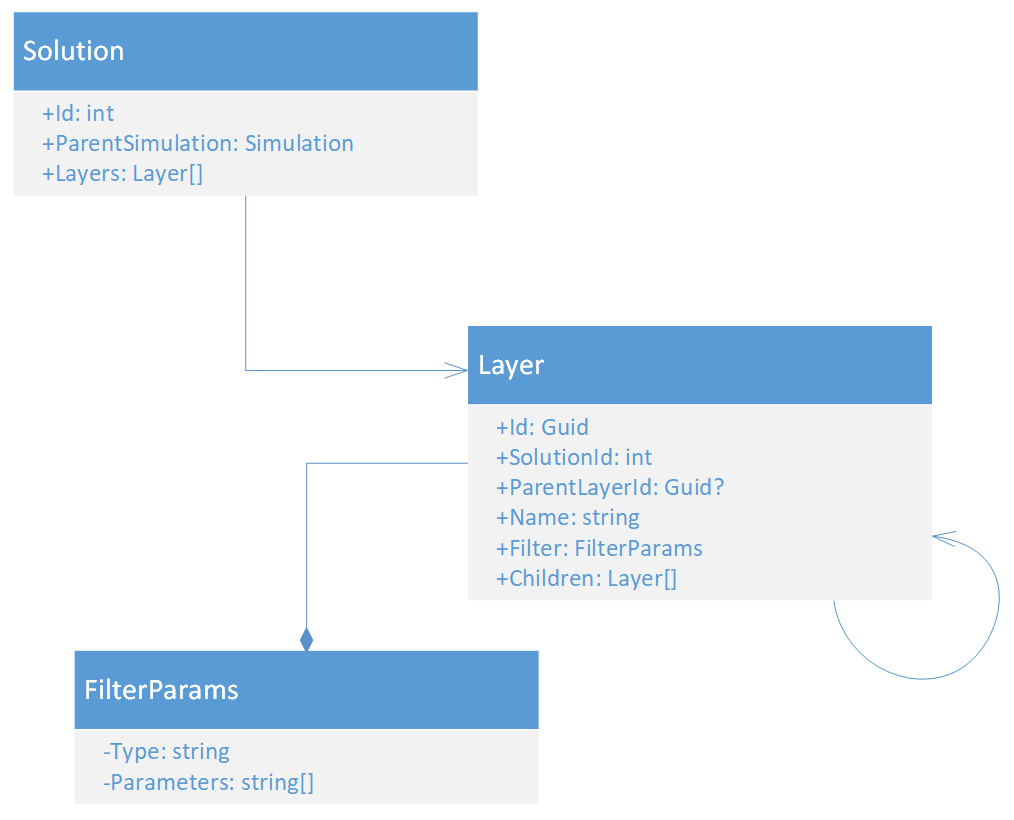 Solution
+Id: int
+ParentSimulation: Simulation
+Layers: Layer[]
Layer
+Id: Guid
+SolutionId: int
+ParentLayerId: Guid?
+Name: string
+Filter: FilterParams
+Children: Layer[]
FilterParams
-Type: string
-Parameters: string[]